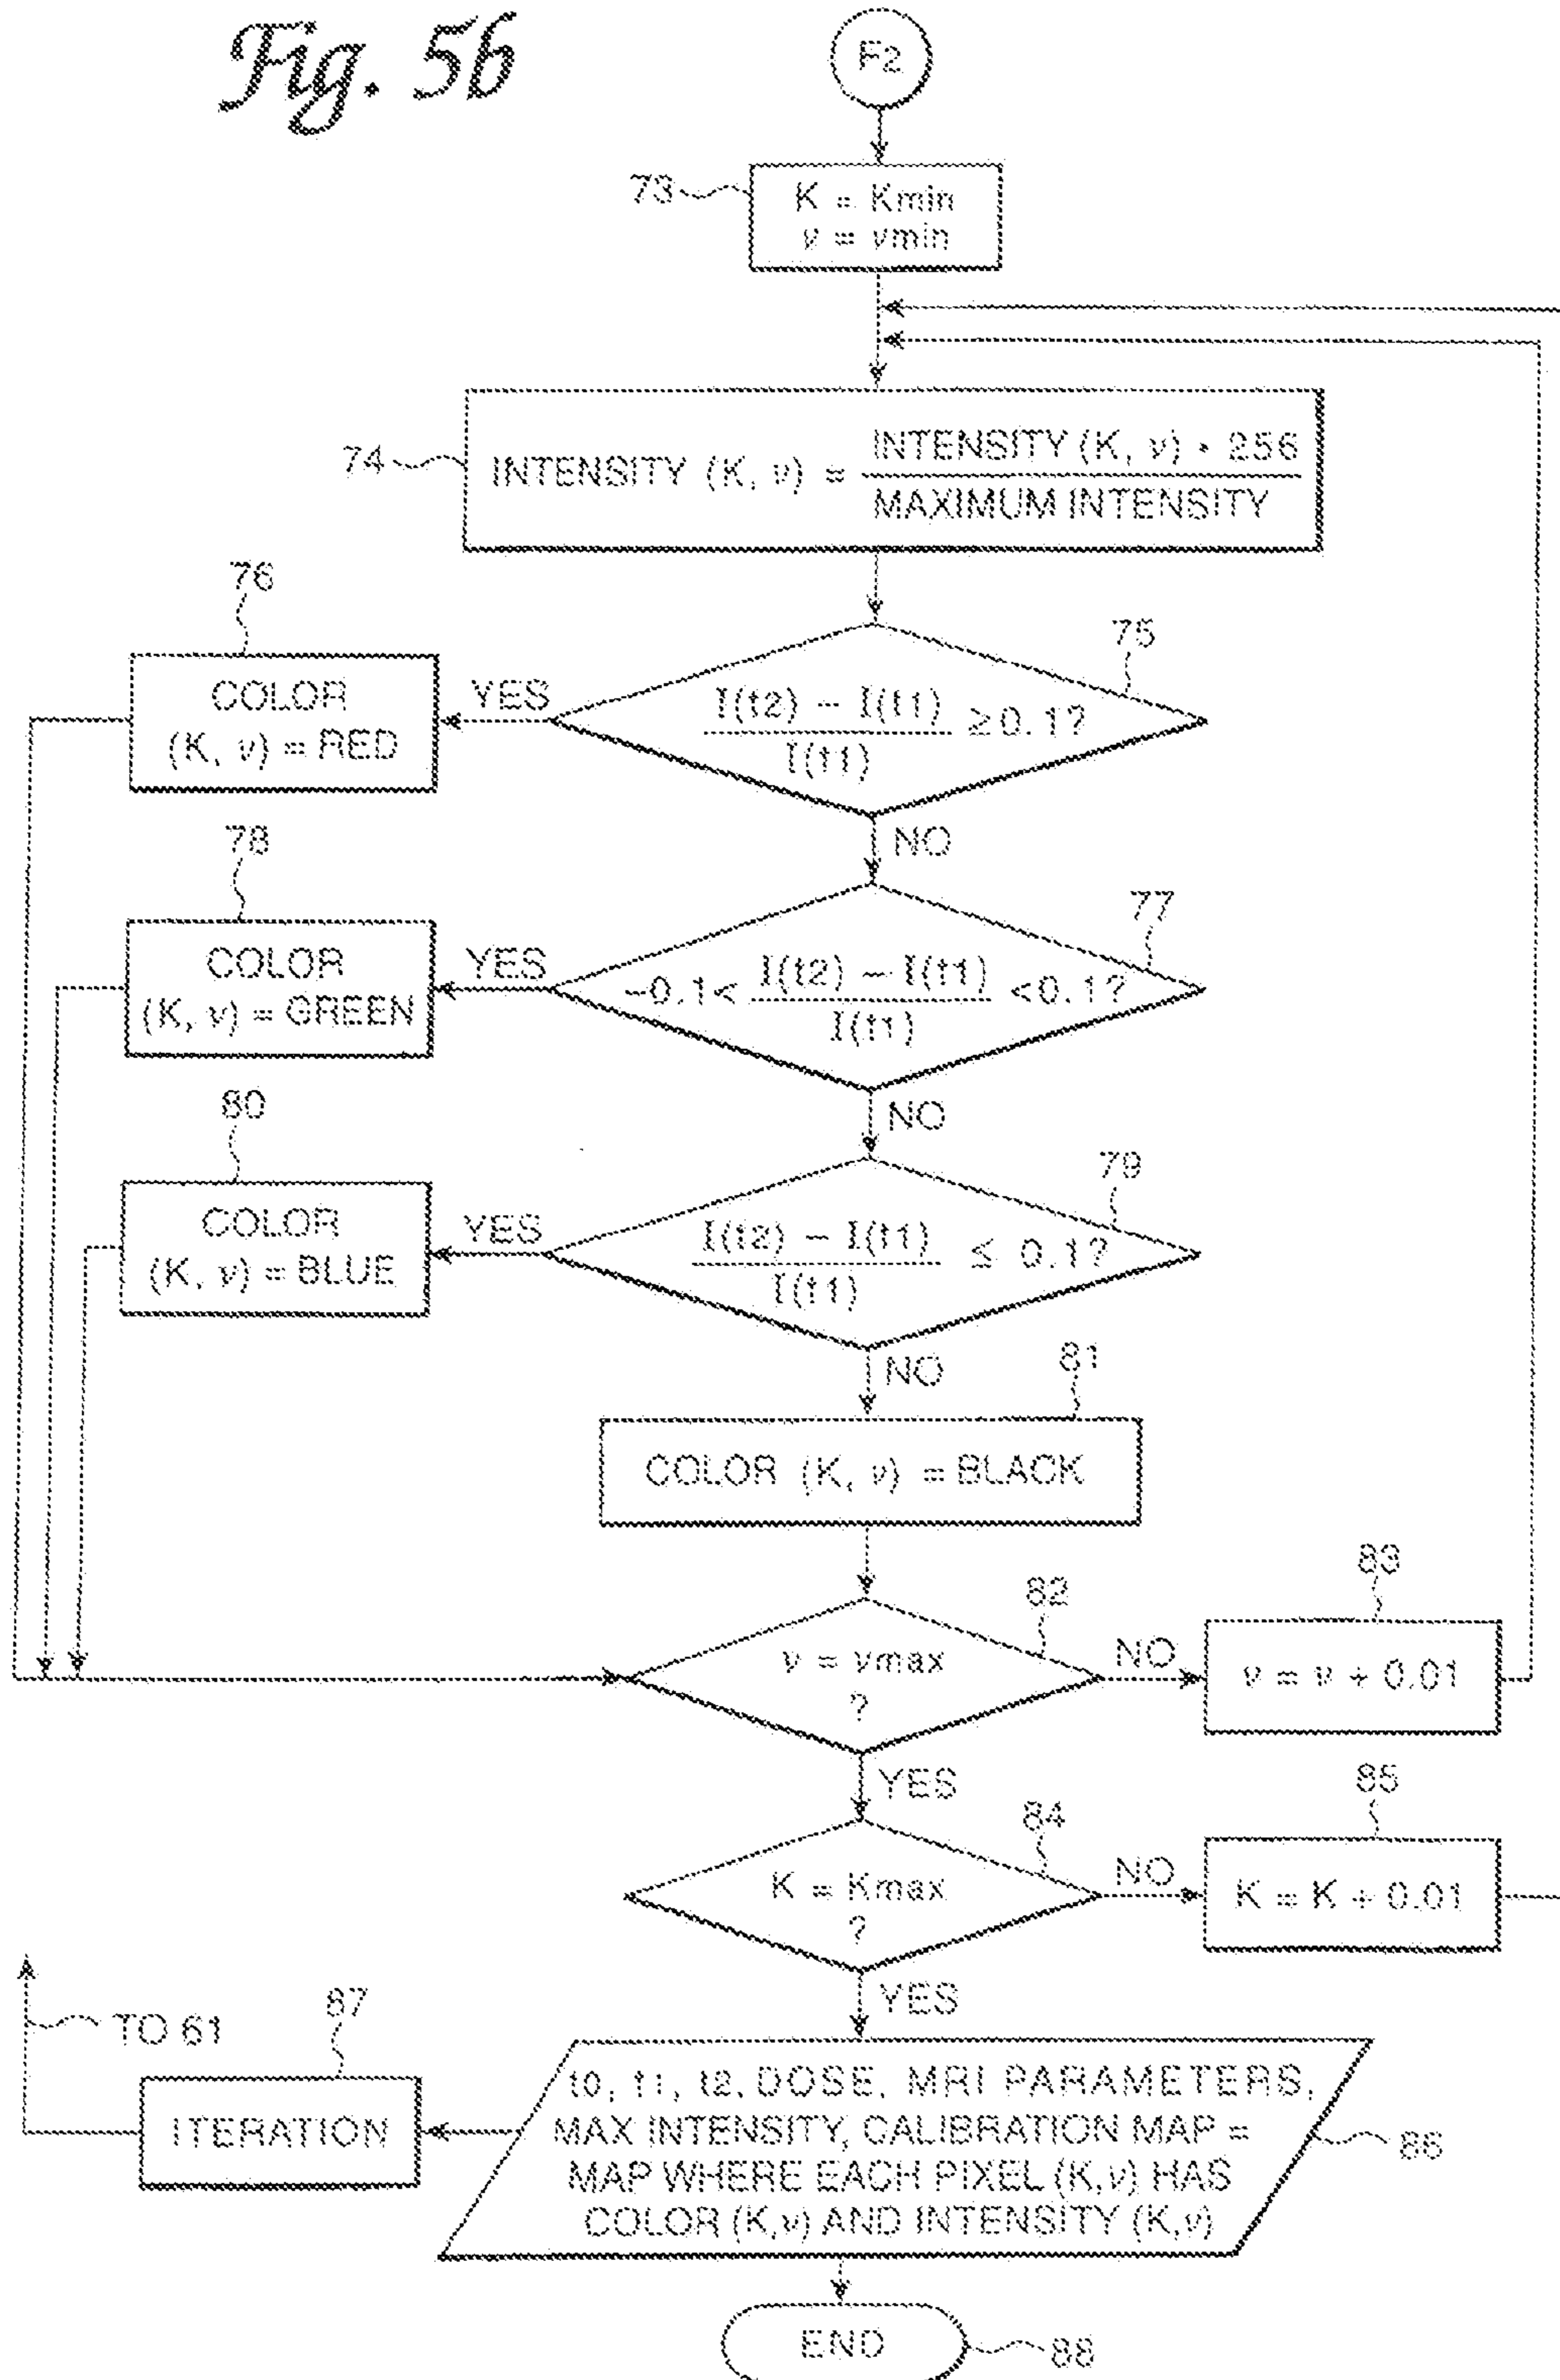 Fig. 5b
F2
73
K = Kmin
ν = νmin
74
INTENSITY (K, ν) = INTENSITY (K, ν) * 256
MAXIMUM INTENSITY
76
75
COLOR
(K, ν) = RED
YES
I(t2) - I(t1)
≥0.1?
I(t1)
NO
78
77
COLOR
(K, ν) = GREEN
YES
-0.1< I(t2) - I(t1) <0.1?
I(t1)
NO
80
79
COLOR
(K, ν) = BLUE
YES
I(t2) - I(t1)
≤ 0.1?
I(t1)
NO
81
COLOR (K, ν) = BLACK
82
83
ν = νmax
?
NO
ν = ν + 0.01
YES
84
85
K = Kmax
?
NO
K = K + 0.01
YES
TO 61
87
ITERATION
t0, t1, t2, DOSE, MRI PARAMETERS,
MAX INTENSITY, CALIBRATION MAP =
MAP WHERE EACH PIXEL (K,ν) HAS
COLOR (K,ν) AND INTENSITY (K,ν)
86
END
88